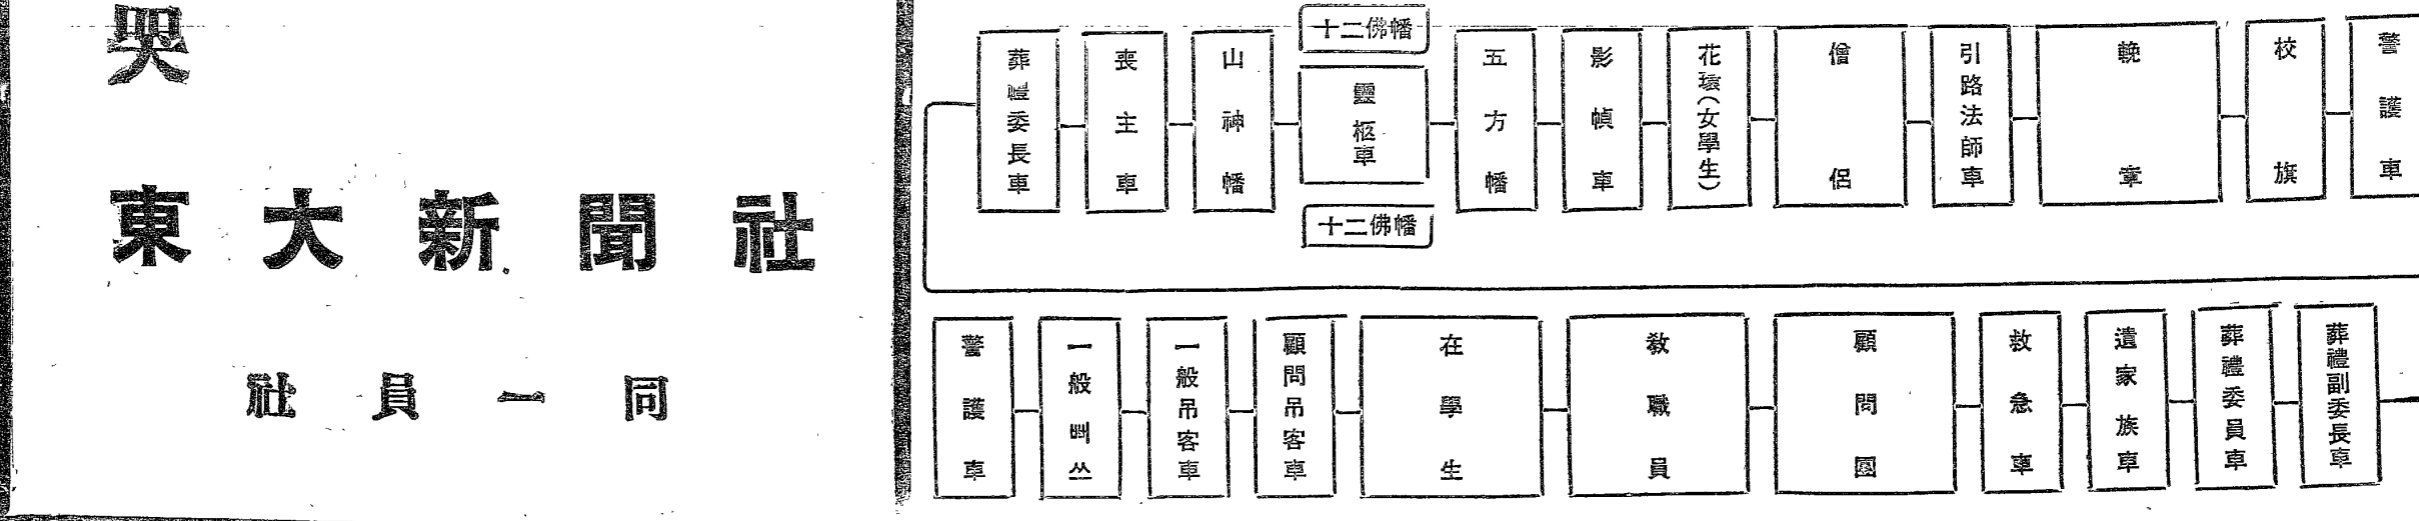 哭
東大新聞社
社員一同
警護車
校旗
輓章
引路法師車
僧侶
花環(女學生)
影幀車
五方幡
十二佛幡
靈柩車
十二佛幡
山神幡
喪主車
葬禮委長車
葬禮副委長車
葬禮委員車
遺家族車
救急車
顧問團
敎職員
在學生
顧問吊客車
一般吊客車
一般뻐쓰
警護車